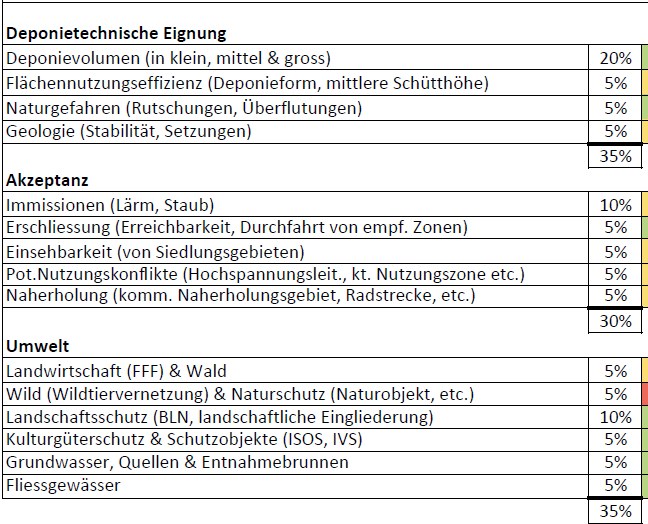 Deponietechnische Eignung
Deponievolumen (in klein, mittel & gross) 20%
Flächennutzungseffizienz (Deponieform, mittlere Schütthöhe) 5%
Naturgefahren (Rutschungen, Überflutungen) 5%
Geologie (Stabilität, Setzungen) 5%
35%
Akzeptanz
Immissionen (Lärm, Staub) 10%
Erschliessung (Erreichbarkeit, Durchfahrt von empf. Zonen) 5%
Einsehbarkeit (von Siedlungsgebieten) 5%
Pot.Nutzungskonflikte (Hochspannungsleit., kt. Nutzungszone etc.) 5%
Naherholung (komm. Naherholungsgebiet, Radstrecke, etc.) 5%
30%
Umwelt
Landwirtschaft (FFF) & Wald 5%
Wild (Wildtiervernetzung) & Naturschutz (Naturobjekt, etc.) 5%
Landschaftsschutz (BLN, landschaftliche Eingliederung) 10%
Kulturgüterschutz & Schutzobjekte (ISOS, IVS) 5%
Grundwasser, Quellen & Entnahmebrunnen 5%
Fliessgewässer 5%
35%